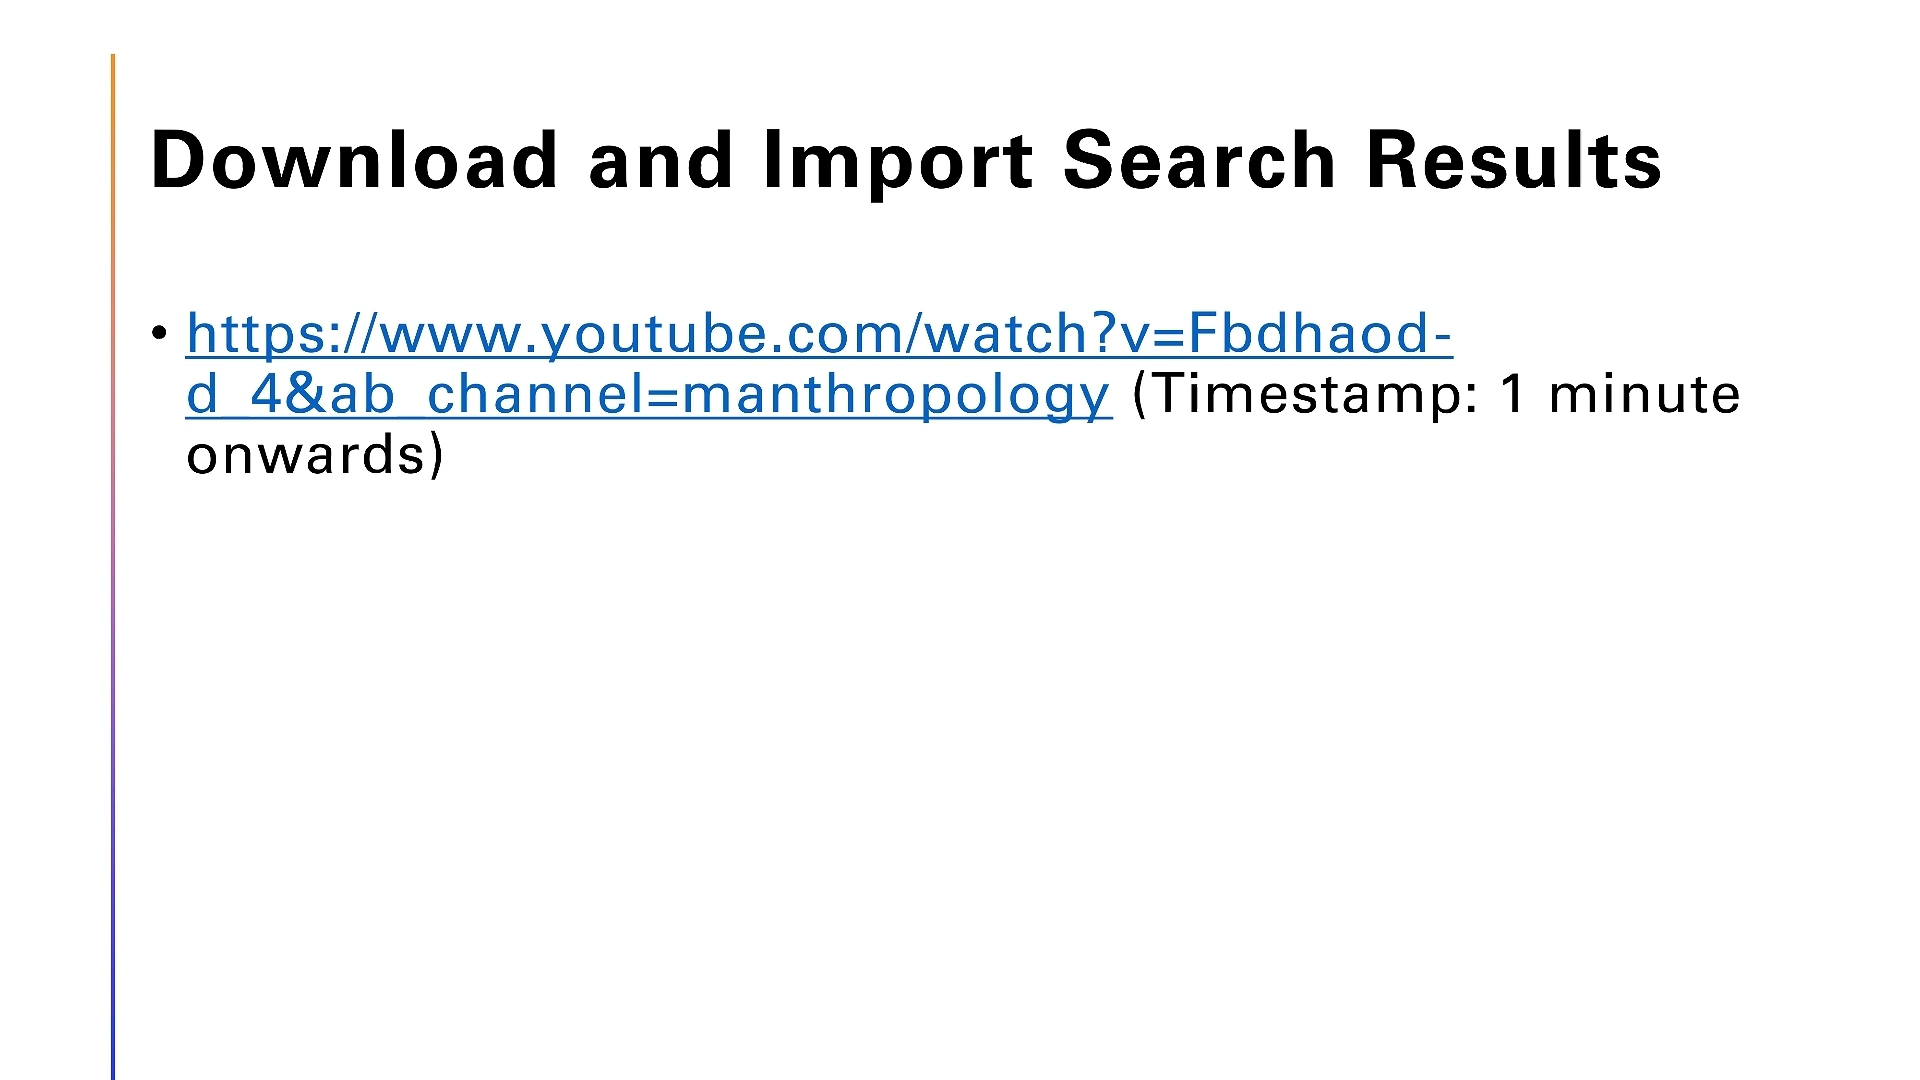 Download and Import Search Results
• https://www.youtube.com/watch?v=Fbdhaod-
d_4&ab_channel=manthropology (Timestamp: 1 minute
onwards)